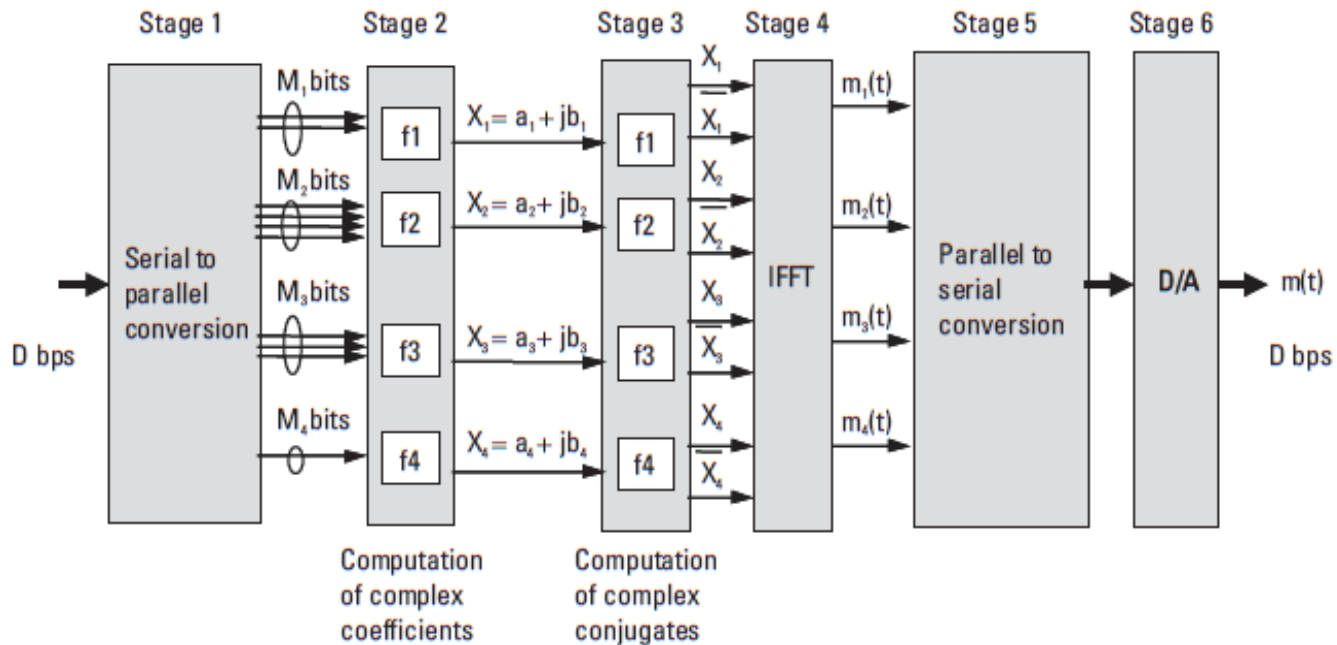 Stage 1
Stage 2
Stage 3
Stage 4
Stage 5
Stage 6
D bps
Serial to
parallel
conversion
M₁ bits
M₂ bits
M₃ bits
M₄ bits
f1
f2
f3
f4
Computation
of complex
coefficients
X₁ = a₁ + jb₁
X₂ = a₂ + jb₂
X₃ = a₃ + jb₃
X₄ = a₄ + jb₄
f1
f2
f3
f4
Computation
of complex
conjugates
X₁
X̅₁
X₂
X̅₂
X₃
X̅₃
X₄
X̅₄
IFFT
m₁(t)
m₂(t)
m₃(t)
m₄(t)
Parallel to
serial
conversion
D/A
m(t)
D bps